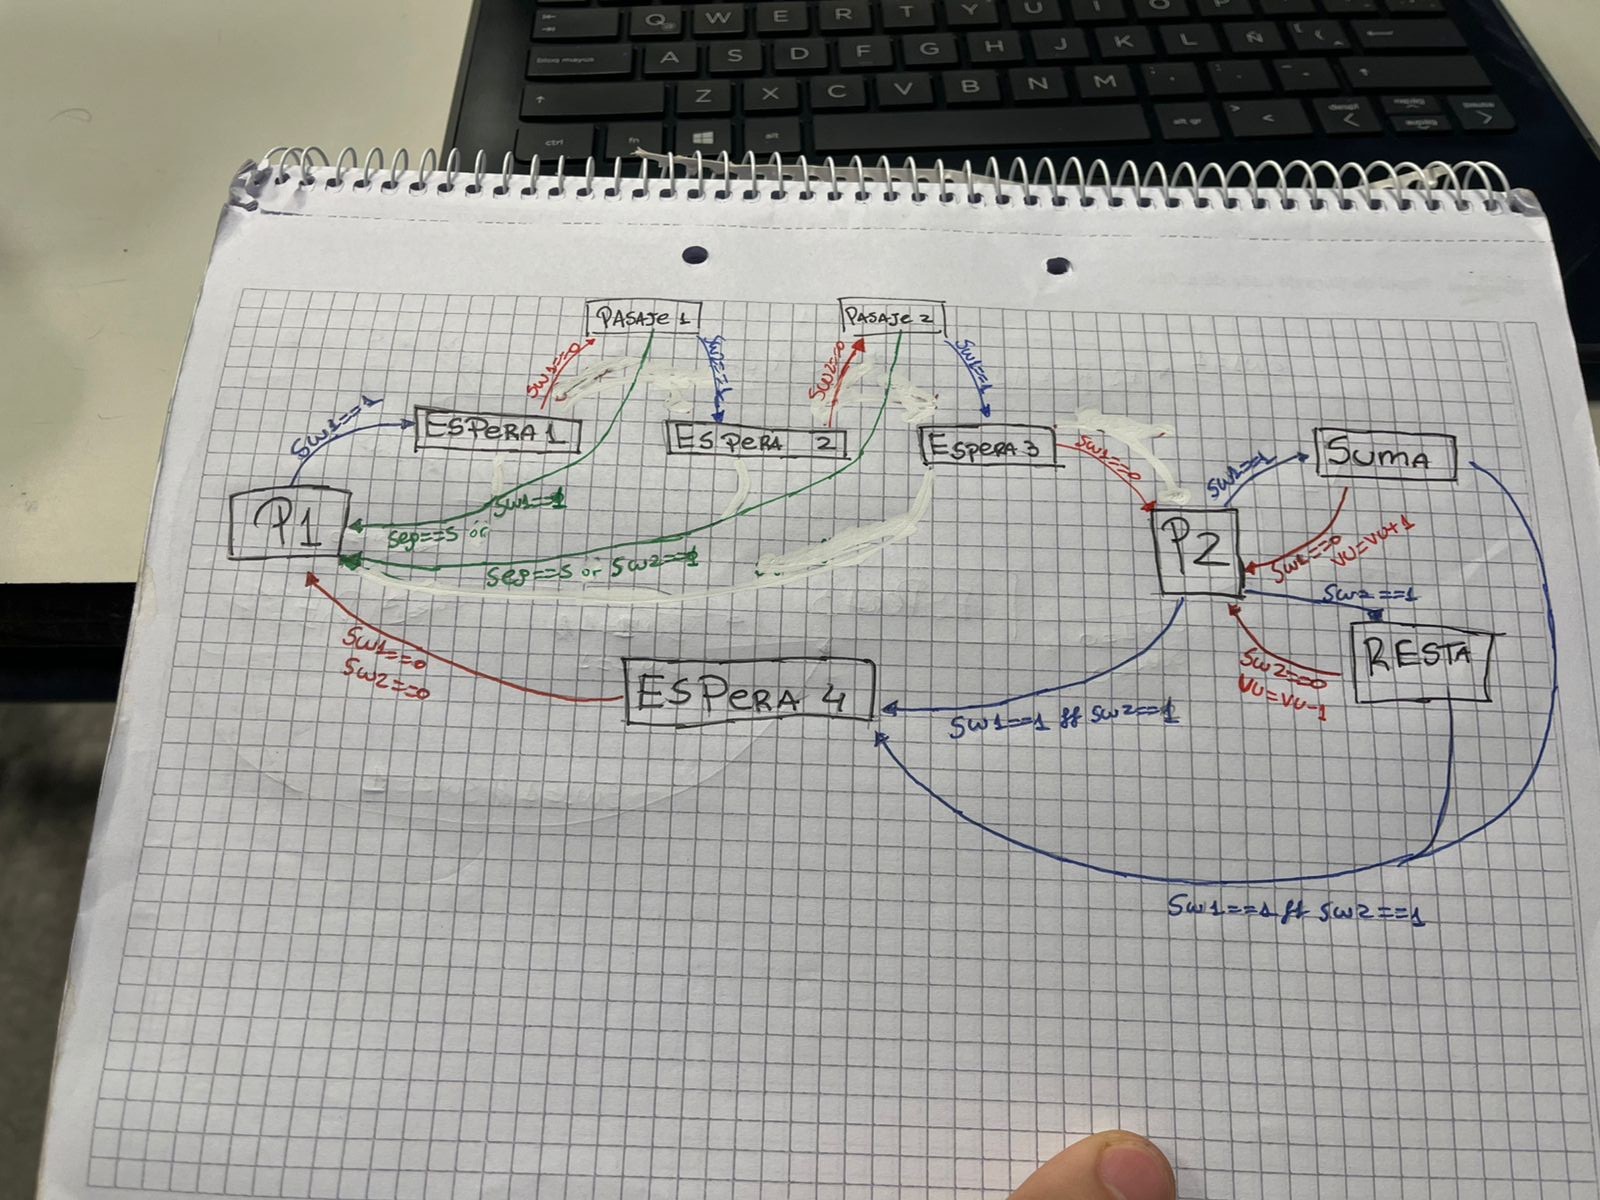 Q W E R T Y U I O P
bloq mayus A S D F G H J K L Ñ
Z X C V B N M
ctrl fn alt alt gr
PASAJE 1
PASAJE 2
SW1==0
SW2==1
SW2==0
SW1==1
SW1==1
ESPERA 1
ESPERA 2
ESPERA 3
SW1==0
SW1==1
SUMA
P1
SW1==1
seg==5 or
seg==5 or SW2==1
P2
SW1==0
VU=VU+1
SW2==1
RESTA
SW2==0
VU=VU-1
SW1==0
SW2==0
ESPERA 4
SW1==1 && SW2==1
SW1==1 && SW2==1